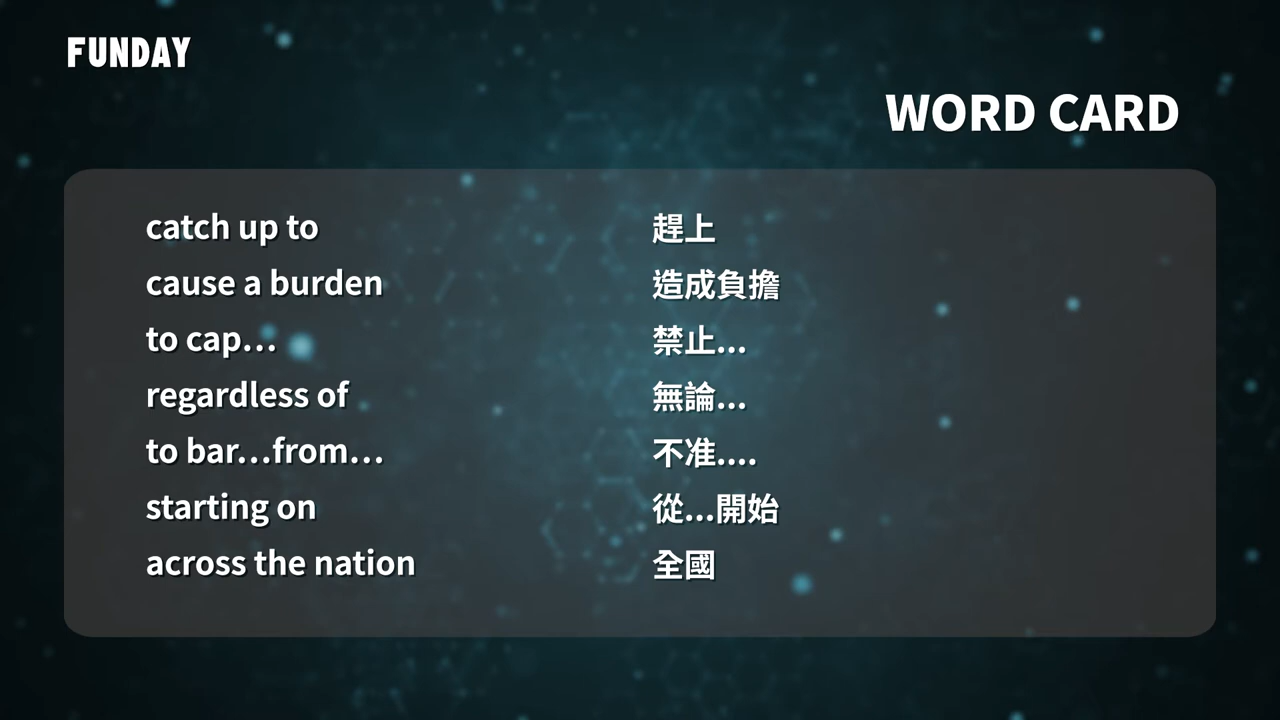 FUNDAY
WORD CARD
catch up to 趕上
cause a burden 造成負擔
to cap... 禁止...
regardless of 無論...
to bar...from... 不准....
starting on 從...開始
across the nation 全國